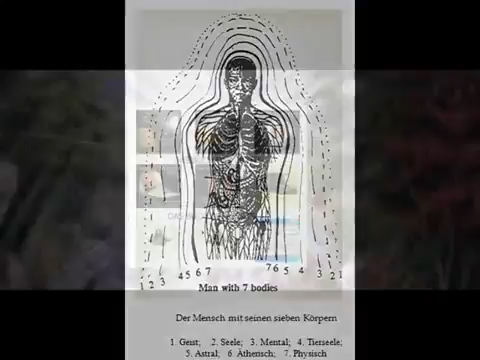 1 2 3 4 5 6 7 7 6 5 4 3 2 1
Man with 7 bodies
Der Mensch mit seinen sieben Körpern
1. Geist; 2. Seele; 3. Mental; 4. Tierseele;
5. Astral; 6. Ätherisch; 7. Physisch